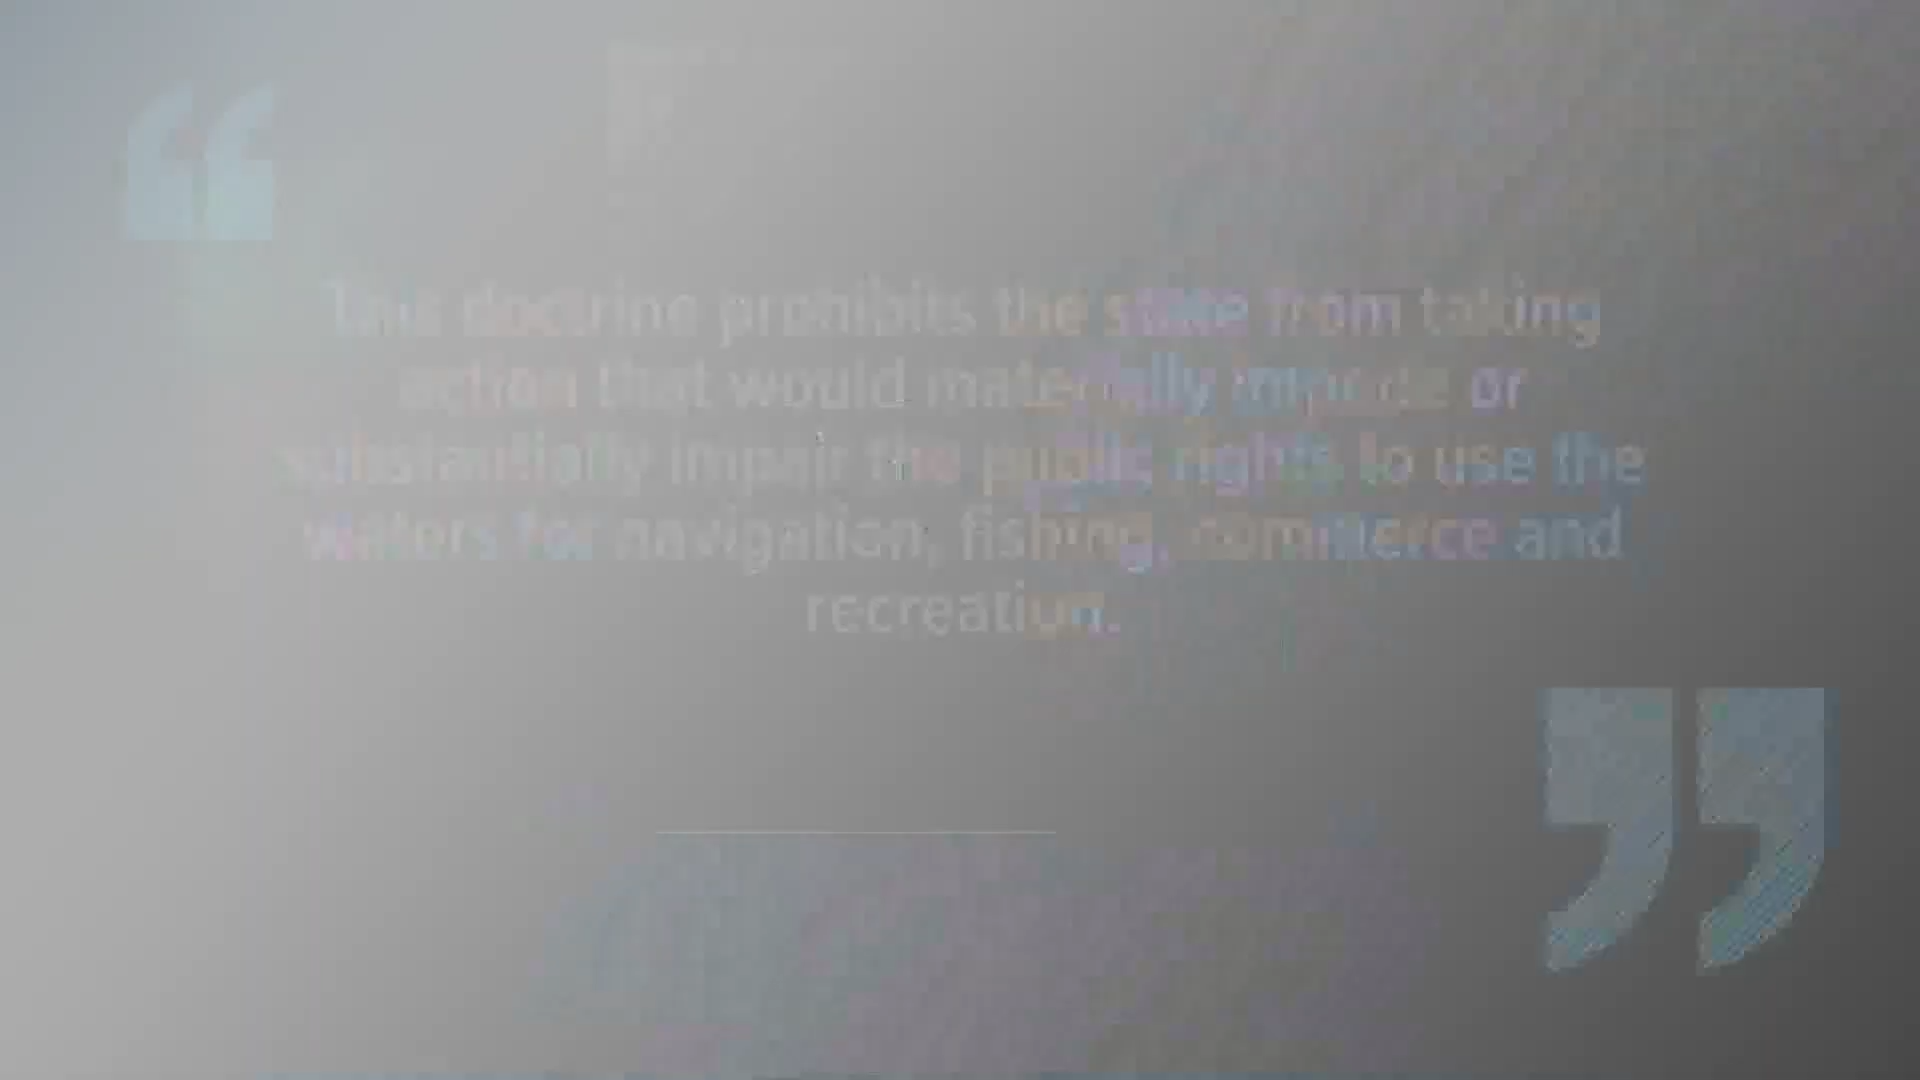 “
This doctrine prohibits the state from taking
action that would materially impede or
substantially impair the public rights to use the
waters for navigation, fishing, commerce and
recreation.
”